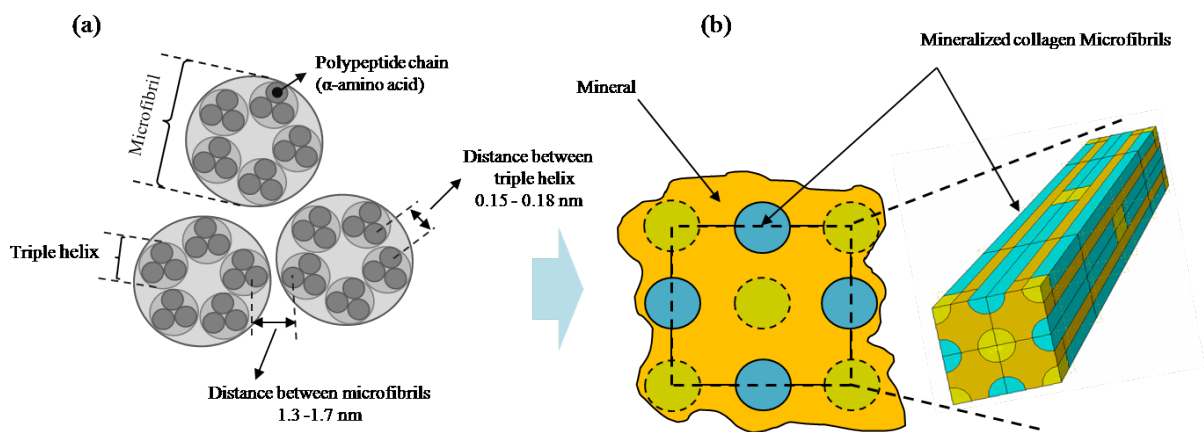 (a)
Polypeptide chain
(α-amino acid)
Microfibril
Distance between
triple helix
0.15 - 0.18 nm
Triple helix
Distance between microfibrils
1.3 -1.7 nm
(b)
Mineralized collagen Microfibrils
Mineral